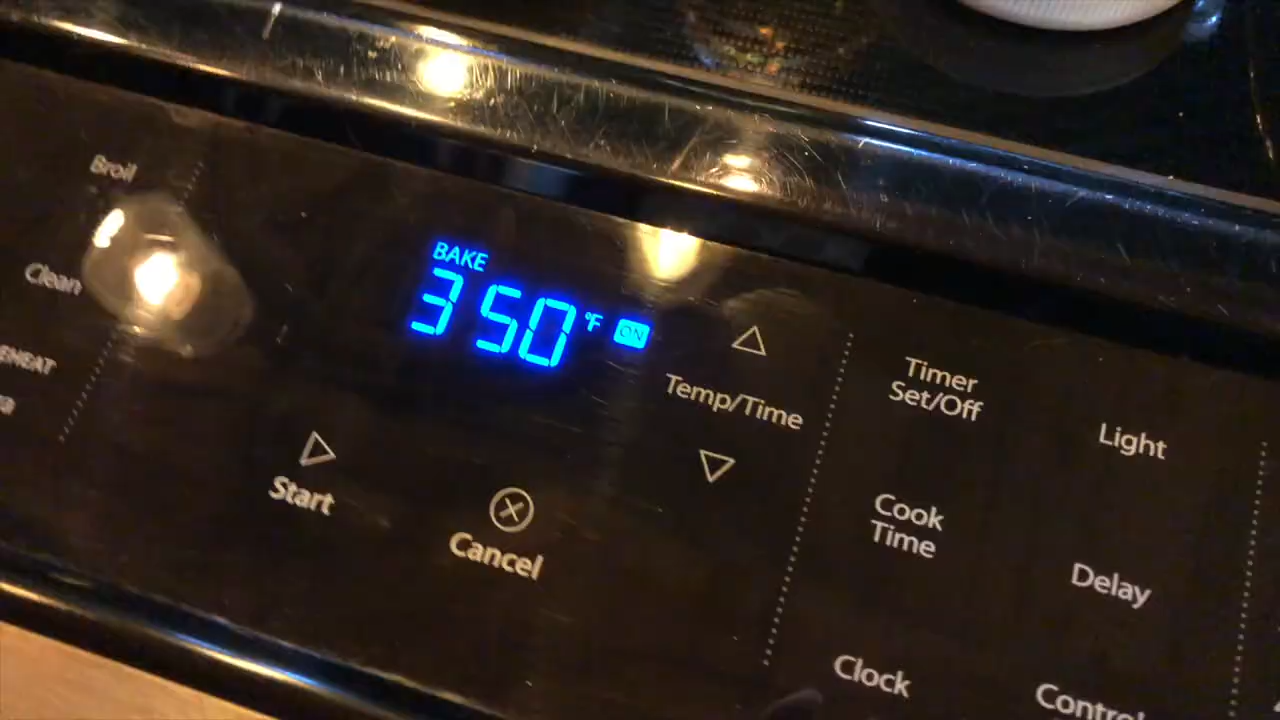 Broil
Clean
BAKE
350°F ON
Temp/Time
Start
Cancel
Timer
Set/Off
Light
Cook
Time
Delay
Clock